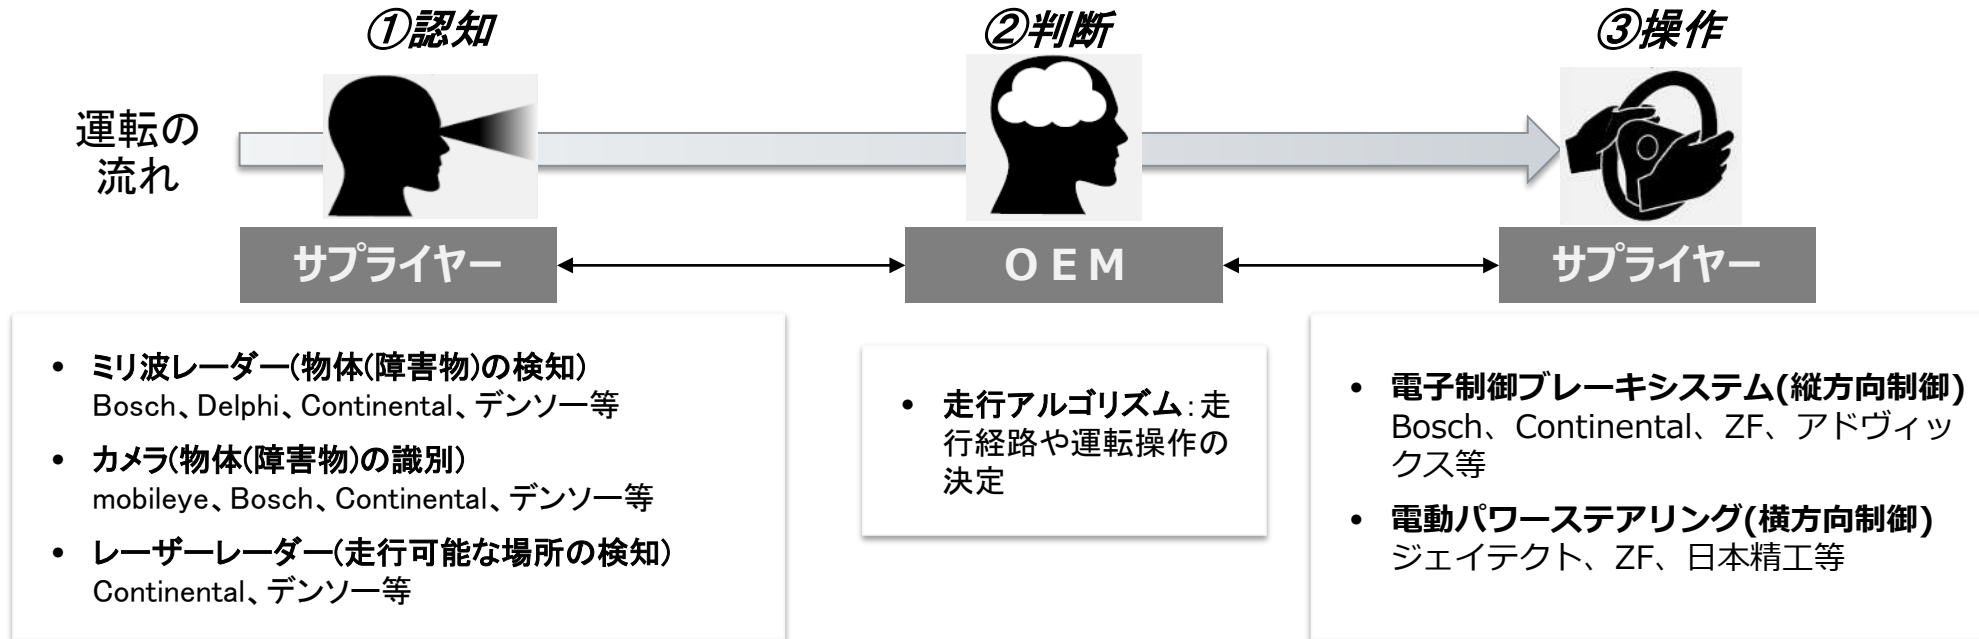 ①認知
②判断
③操作
運転の
流れ
サプライヤー
ＯＥＭ
サプライヤー
• ミリ波レーダー(物体(障害物)の検知)
Bosch、Delphi、Continental、デンソー等
• カメラ(物体(障害物)の識別)
mobileye、Bosch、Continental、デンソー等
• レーザーレーダー(走行可能な場所の検知)
Continental、デンソー等
• 走行アルゴリズム：走
行経路や運転操作の
決定
• 電子制御ブレーキシステム(縦方向制御)
Bosch、Continental、ZF、アドヴィッ
クス等
• 電動パワーステアリング(横方向制御)
ジェイテクト、ZF、日本精工等